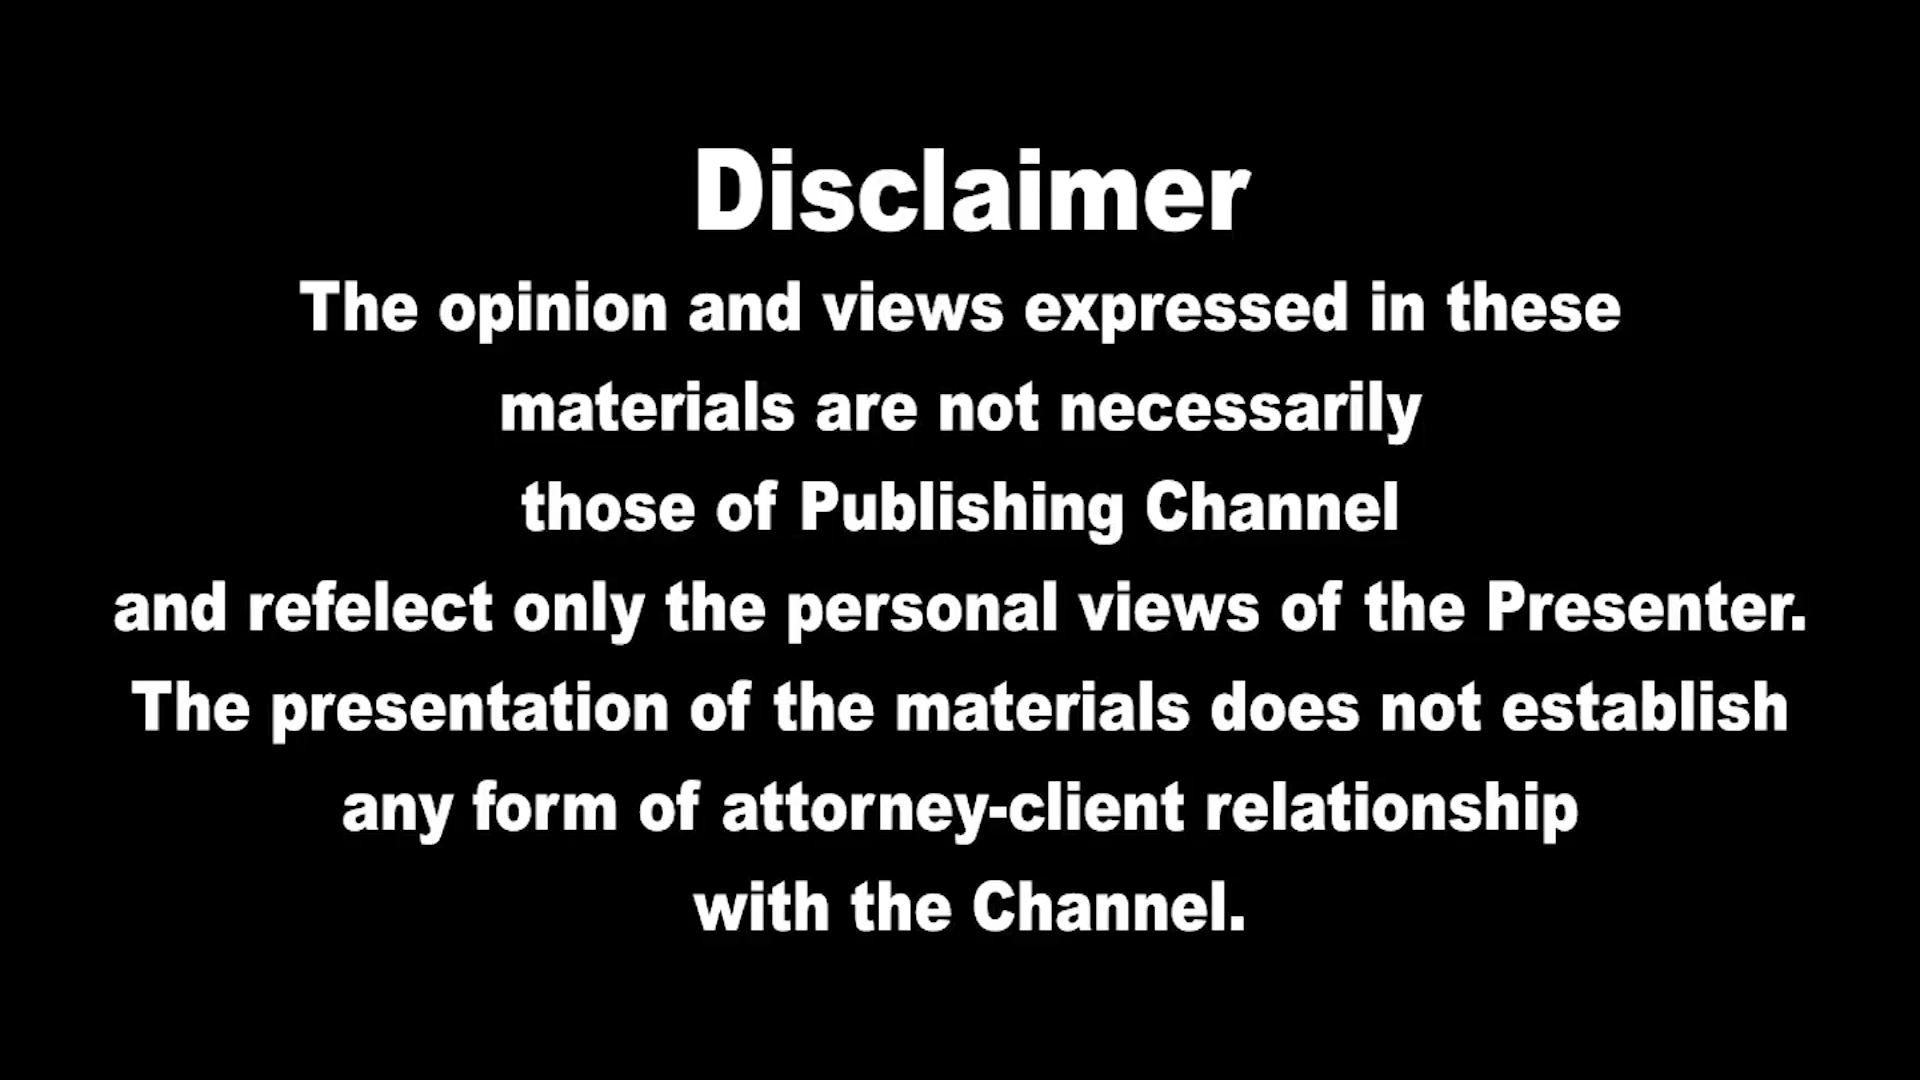 Disclaimer
The opinion and views expressed in these
materials are not necessarily
those of Publishing Channel
and refelect only the personal views of the Presenter.
The presentation of the materials does not establish
any form of attorney-client relationship
with the Channel.